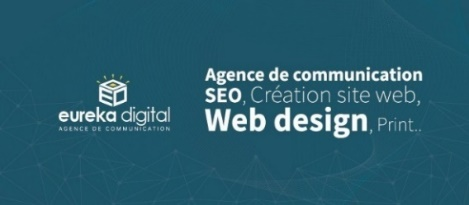 eureka digital
AGENCE DE COMMUNICATION
Agence de communication
SEO, Création site web,
Web design, Print..